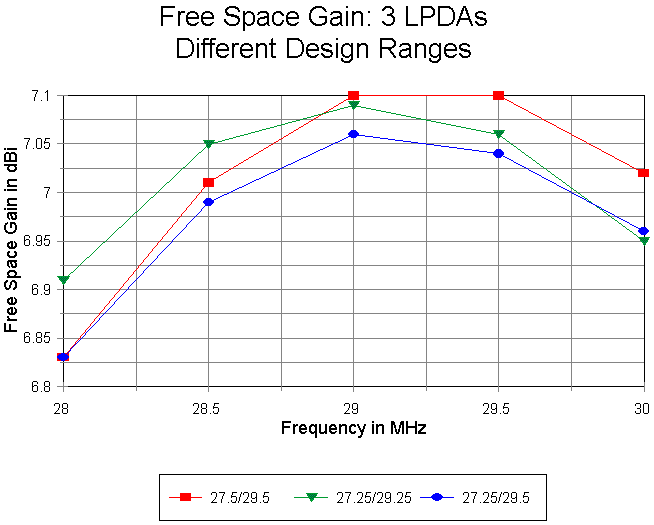 Free Space Gain: 3 LPDAs
Different Design Ranges
Free Space Gain in dBi
7.1
7.05
7
6.95
6.9
6.85
6.8
28
28.5
29
29.5
30
Frequency in MHz
27.5/29.5 27.25/29.25 27.25/29.5